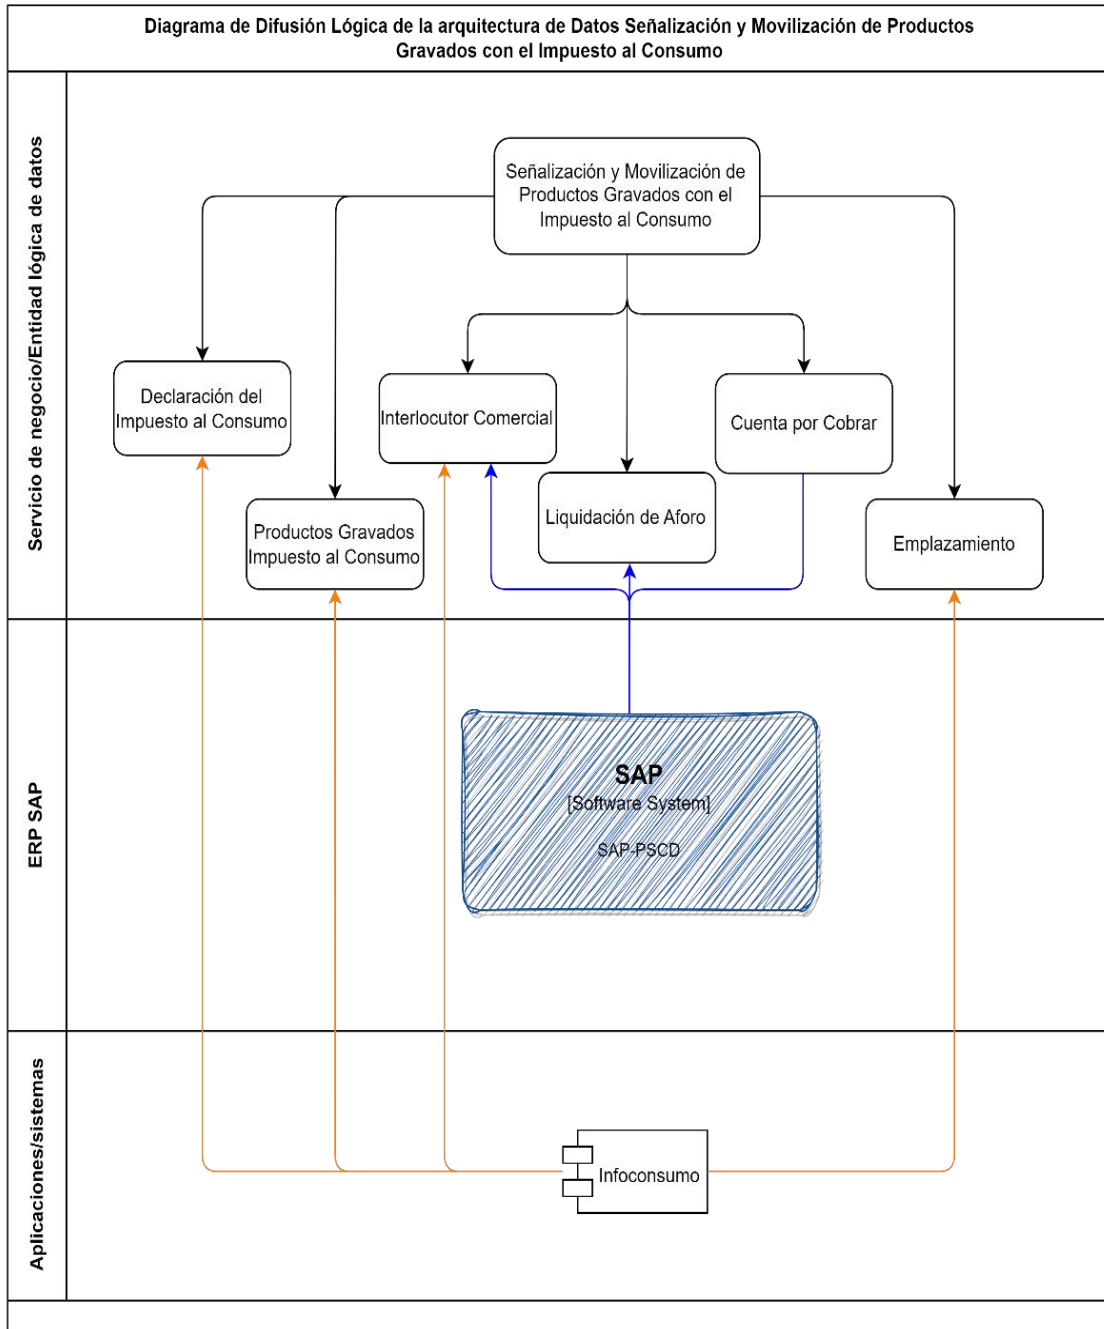 Diagrama de Difusión Lógica de la arquitectura de Datos Señalización y Movilización de Productos
Gravados con el Impuesto al Consumo
Servicio de negocio/Entidad lógica de datos
Señalización y Movilización de
Productos Gravados con el
Impuesto al Consumo
Declaración del
Impuesto al Consumo
Interlocutor Comercial
Cuenta por Cobrar
Productos Gravados
Impuesto al Consumo
Liquidación de Aforo
Emplazamiento
ERP SAP
SAP
[Software System]
SAP-PSCD
Aplicaciones/sistemas
Infoconsumo